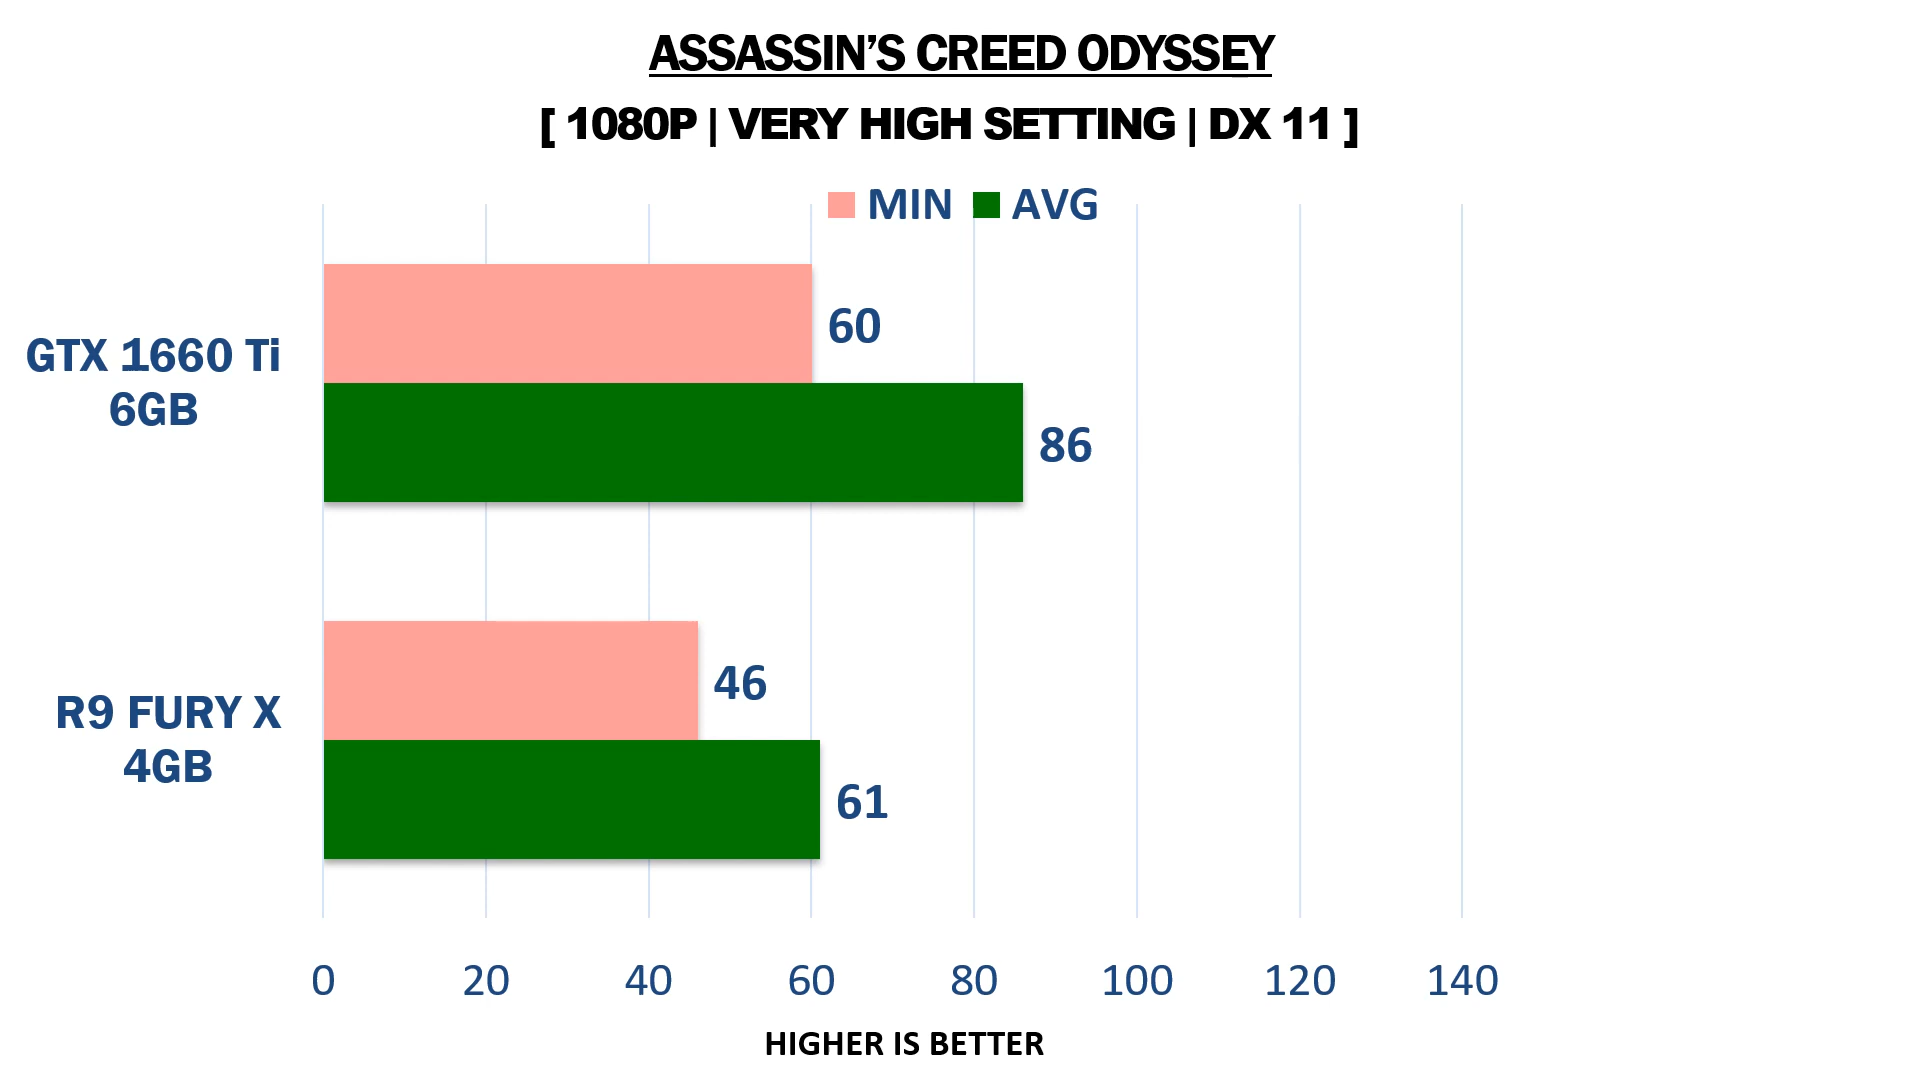 ASSASSIN’S CREED ODYSSEY
[ 1080P | VERY HIGH SETTING | DX 11 ]
MIN AVG
GTX 1660 Ti
6GB
60
86
R9 FURY X
4GB
46
61
0 20 40 60 80 100 120 140
HIGHER IS BETTER